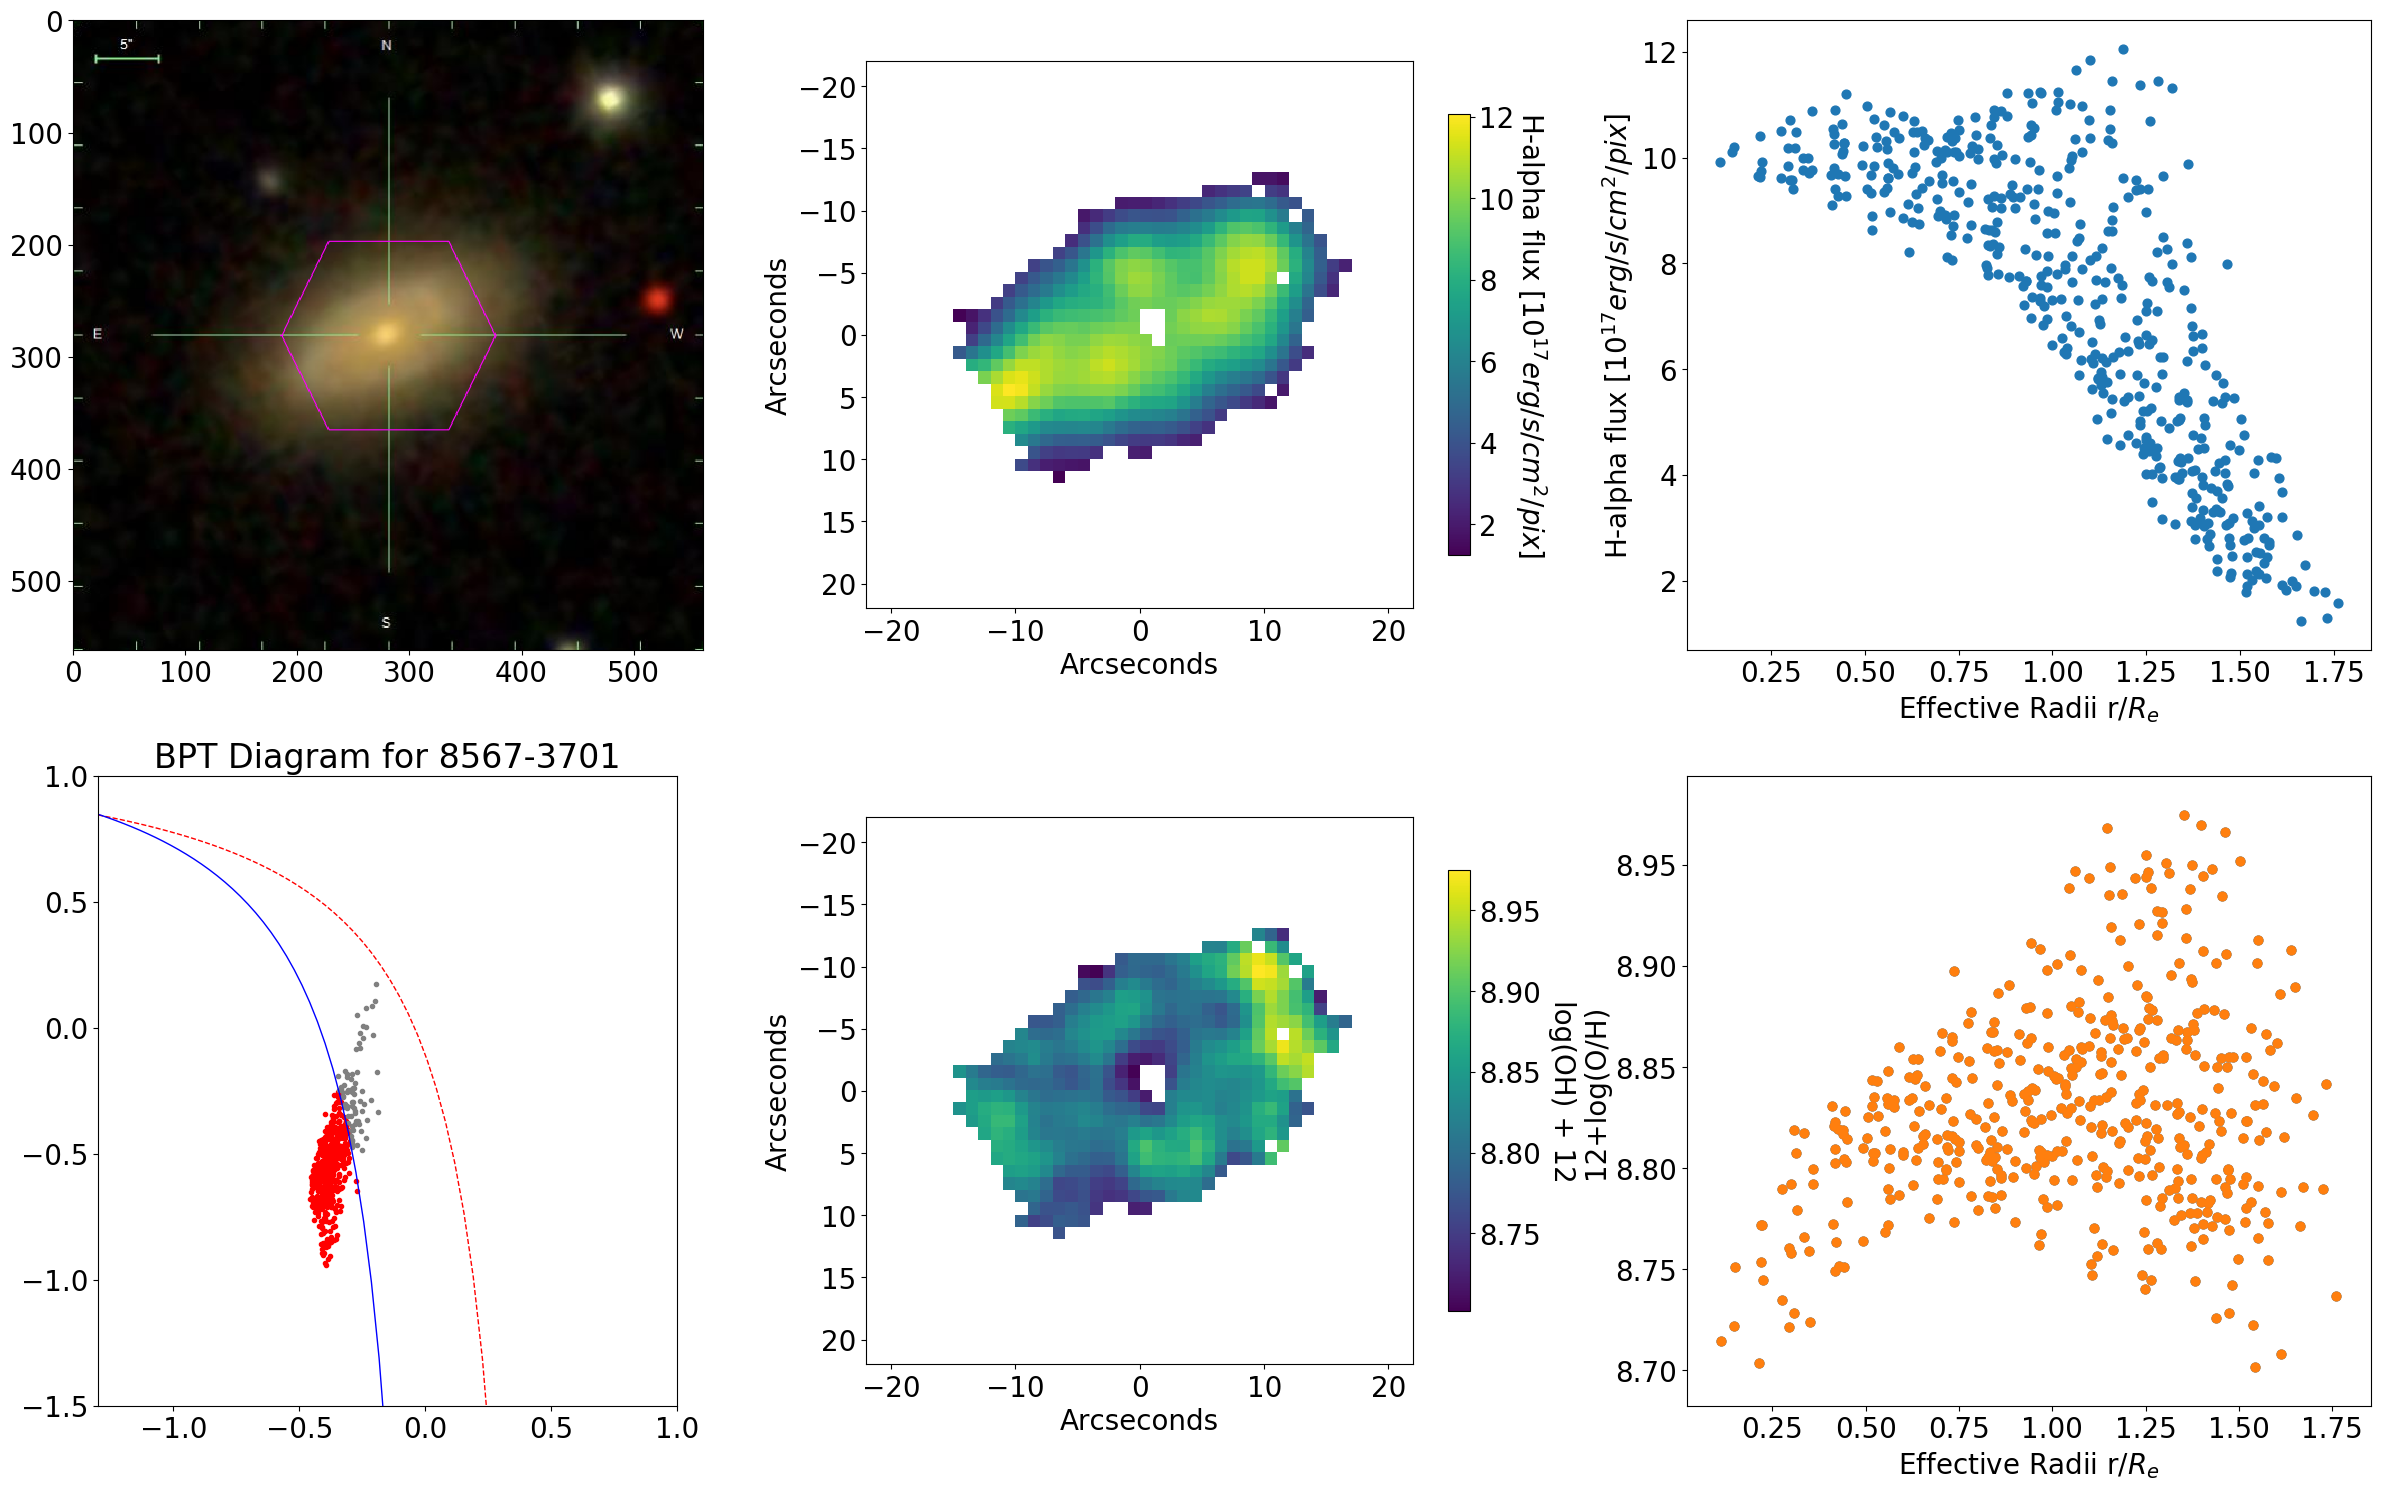 0
100
200
300
400
500
0 100 200 300 400 500
5"
N
E
W
S
−20
−15
−10
−5
0
5
10
15
20
−20 −10 0 10 20
Arcseconds
Arcseconds
12
10
8
6
4
2
H-alpha flux [10^17 erg/s/cm^2/pix]
H-alpha flux [10^17 erg/s/cm^2/pix]
12
10
8
6
4
2
0.25 0.50 0.75 1.00 1.25 1.50 1.75
Effective Radii r/R_e
BPT Diagram for 8567-3701
1.0
0.5
0.0
−0.5
−1.0
−1.5
−1.0 −0.5 0.0 0.5 1.0
−20
−15
−10
−5
0
5
10
15
20
−20 −10 0 10 20
Arcseconds
Arcseconds
8.95
8.90
8.85
8.80
8.75
log(O/H) + 12
12+log(O/H)
8.95
8.90
8.85
8.80
8.75
8.70
0.25 0.50 0.75 1.00 1.25 1.50 1.75
Effective Radii r/R_e